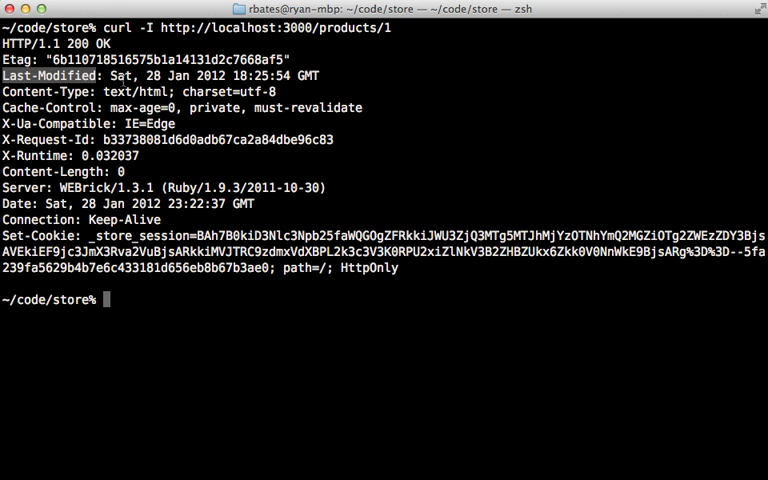 rbates@ryan-mbp: ~/code/store — ~/code/store — zsh
~/code/store% curl -I http://localhost:3000/products/1
HTTP/1.1 200 OK
Etag: "6b110718516575b1a14131d2c7668af5"
Last-Modified: Sat, 28 Jan 2012 18:25:54 GMT
Content-Type: text/html; charset=utf-8
Cache-Control: max-age=0, private, must-revalidate
X-Ua-Compatible: IE=Edge
X-Request-Id: b33738081d6d0adb67ca2a84dbe96c83
X-Runtime: 0.032037
Content-Length: 0
Server: WEBrick/1.3.1 (Ruby/1.9.3/2011-10-30)
Date: Sat, 28 Jan 2012 23:22:37 GMT
Connection: Keep-Alive
Set-Cookie: _store_session=BAh7B0kiD3Nlc3Npb25faWQGOgZFRkkiJWU3ZjQ3MTg5MTJhMjYzOTNhYmQ2MGZiOTg2ZWEzZDY3Bjs
AVEkiEF9jc3JmX3Rva2VuBjsARkkiMVJTRC9zdmxVdXBPL2k3c3V3K0RPU2xiZlNkV3B2ZHBZUkx6Zkk0V0NnWkE9BjsARg%3D%3D--5fa
239fa5629b4b7e6c433181d656eb8b67b3ae0; path=/; HttpOnly
~/code/store%